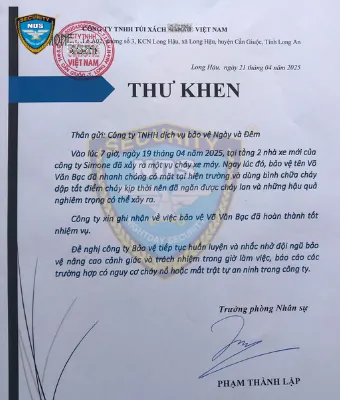 CÔNG TY TNHH TÚI XÁCH VIỆT NAM
Lô A02, đường số 3, KCN Long Hậu, xã Long Hậu, huyện Cần Giuộc, Tỉnh Long An
SECURITY
NDS
CÔNG TY TNHH
VIỆT NAM
Long Hậu, ngày 21 tháng 04 năm 2025
THƯ KHEN
Thân gửi: Công ty TNHH dịch vụ bảo vệ Ngày và Đêm
Vào lúc 7 giờ, ngày 19 tháng 04 năm 2025, tại tầng 2 nhà xe mới của
công ty Simone đã xảy ra một vụ cháy xe máy. Ngay lúc đó, bảo vệ tên Võ
Văn Bạc đã nhanh chóng có mặt tại hiện trường và dùng bình chữa cháy
dập tắt điểm cháy kịp thời nên đã ngăn được cháy lan và những hậu quả
nghiêm trọng có thể xảy ra.
Công ty xin ghi nhận về việc bảo vệ Võ Văn Bạc đã hoàn thành tốt
nhiệm vụ.
Đề nghị công ty Bảo vệ tiếp tục huấn luyện và nhắc nhở đội ngũ bảo
vệ nâng cao cảnh giác và trách nhiệm trong giờ làm việc, báo cáo các
trường hợp có nguy cơ cháy nổ hoặc mất trật tự an ninh trong công ty.
Trưởng phòng Nhân sự
PHẠM THÀNH LẬP